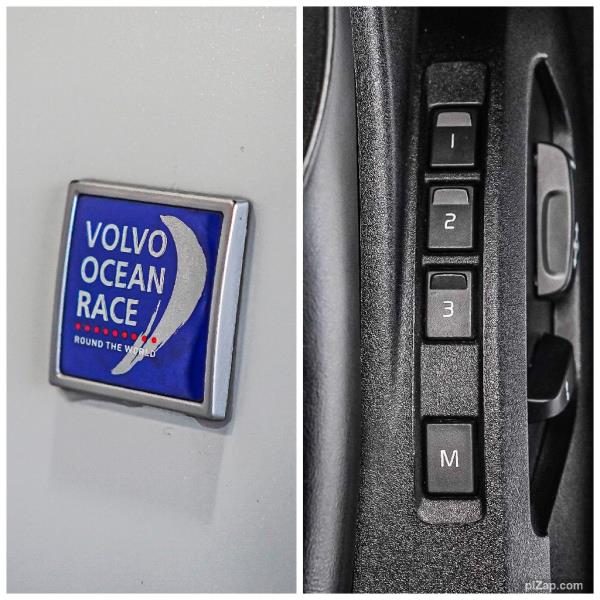 VOLVO
OCEAN
RACE
ROUND THE WORLD
1
2
3
M
piZap.com